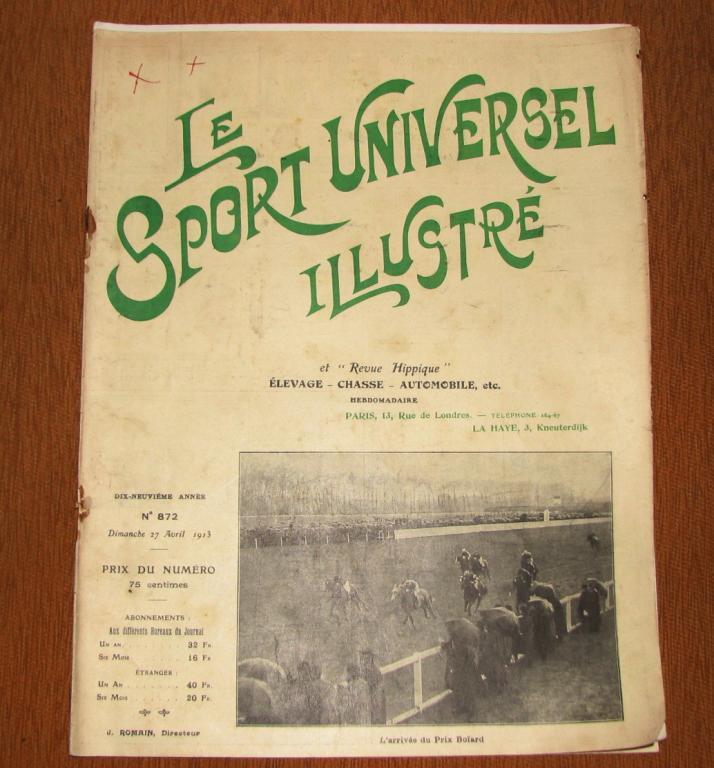 LE
SPORT UNIVERSEL
ILLUSTRÉ
et "Revue Hippique"
ÉLEVAGE - CHASSE - AUTOMOBILE, etc.
HEBDOMADAIRE
PARIS, 13, Rue de Londres. — TÉLÉPHONE 164-67
LA HAYE, 3, Kneuterdijk
DIX-NEUVIÈME ANNÉE
N° 872
Dimanche 27 Avril 1913
PRIX DU NUMÉRO
75 centimes
ABONNEMENTS :
Aux différents Bureaux du Journal
UN AN . . . . . . . 32 FR.
SIX MOIS . . . . . . 16 FR
ÉTRANGER :
UN AN . . . . . . . 40 FR.
SIX MOIS . . . . . . 20 FR.
J. ROMAIN, Directeur
L'arrivée du Prix Boïard